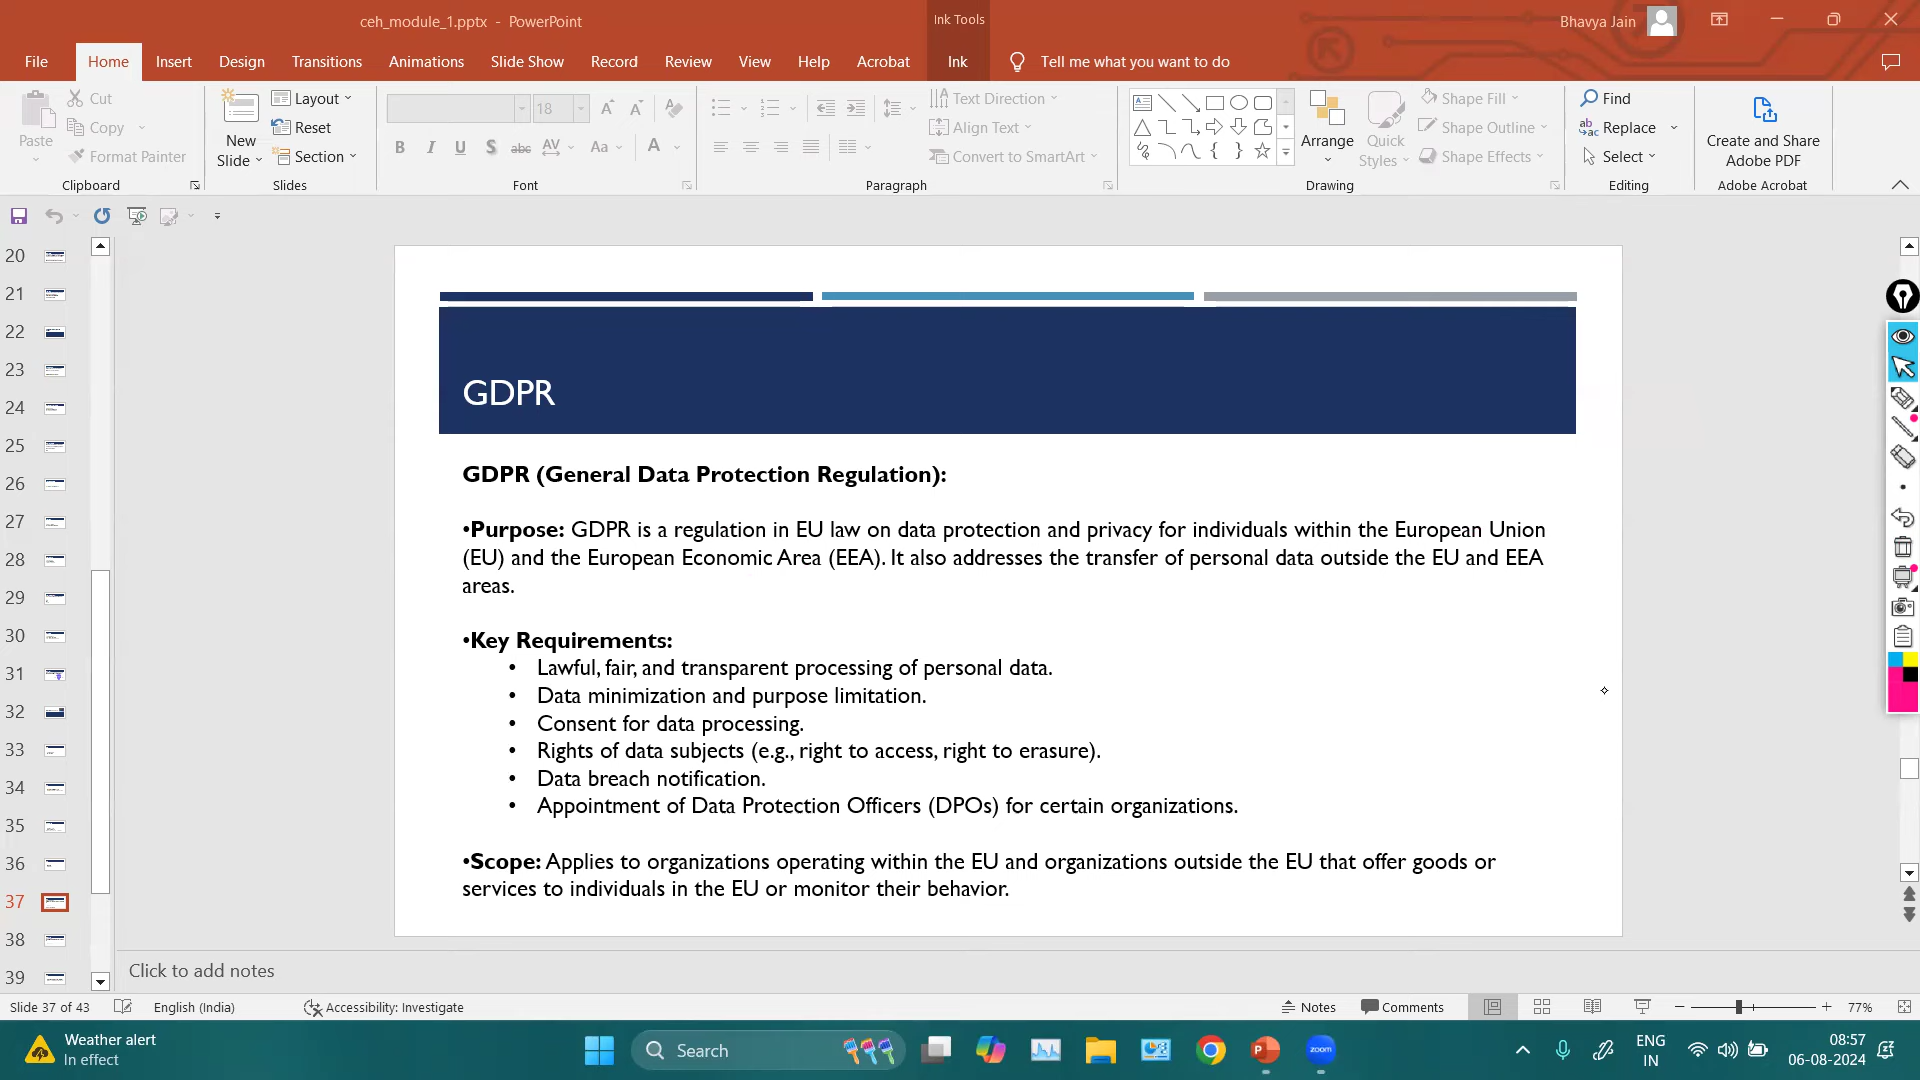 ceh_module_1.pptx - PowerPoint
Ink Tools
Bhavya Jain
File
Home
Insert
Design
Transitions
Animations
Slide Show
Record
Review
View
Help
Acrobat
Ink
Tell me what you want to do
Paste
Cut
Copy
Format Painter
Clipboard
New
Slide
Layout
Reset
Section
Slides
18
B I U S abc AV Aa A
Font
Text Direction
Align Text
Convert to SmartArt
Paragraph
Arrange
Quick
Styles
Shape Fill
Shape Outline
Shape Effects
Drawing
Find
Replace
Select
Editing
Create and Share
Adobe PDF
Adobe Acrobat
20
21
22
23
24
25
26
27
28
29
30
31
32
33
34
35
36
37
38
39
GDPR
GDPR (General Data Protection Regulation):
•Purpose: GDPR is a regulation in EU law on data protection and privacy for individuals within the European Union
(EU) and the European Economic Area (EEA). It also addresses the transfer of personal data outside the EU and EEA
areas.
•Key Requirements:
• Lawful, fair, and transparent processing of personal data.
• Data minimization and purpose limitation.
• Consent for data processing.
• Rights of data subjects (e.g., right to access, right to erasure).
• Data breach notification.
• Appointment of Data Protection Officers (DPOs) for certain organizations.
•Scope: Applies to organizations operating within the EU and organizations outside the EU that offer goods or
services to individuals in the EU or monitor their behavior.
Click to add notes
Slide 37 of 43
English (India)
Accessibility: Investigate
Notes
Comments
77%
Weather alert
In effect
Search
zoom
ENG
IN
08:57
06-08-2024